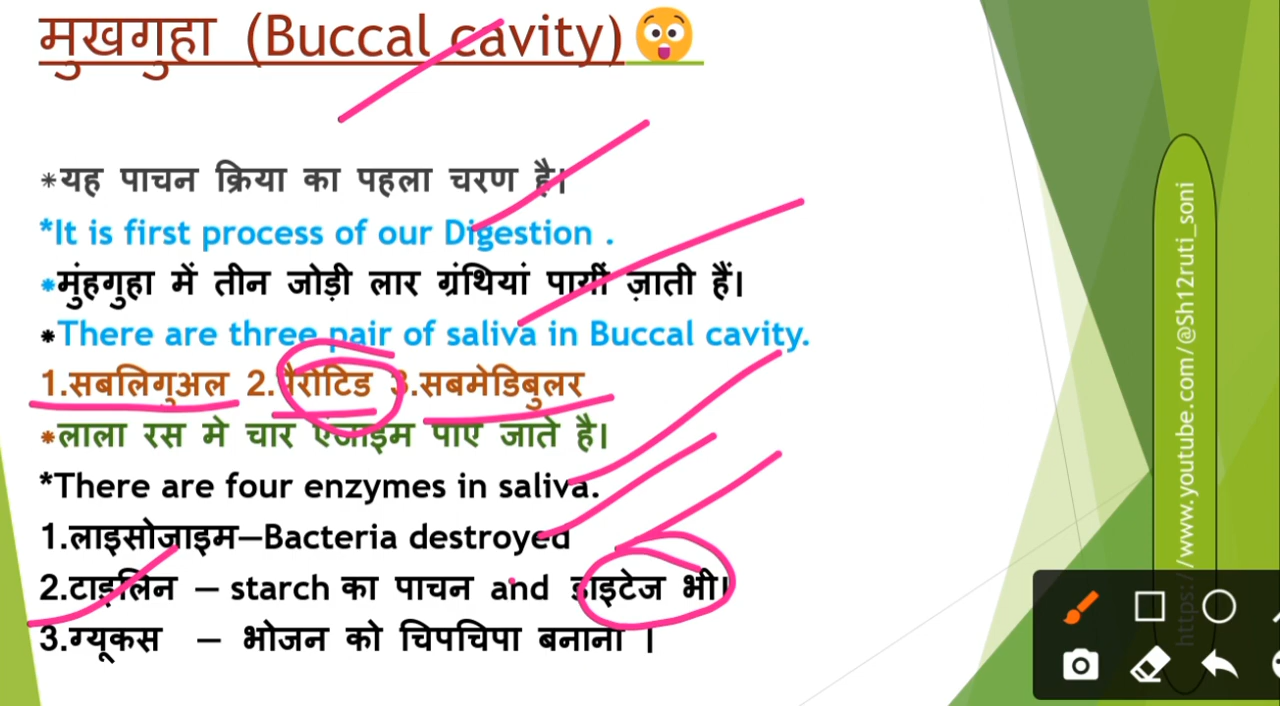 मुखगुहा (Buccal cavity)😲
*यह पाचन क्रिया का पहला चरण है।
*It is first process of our Digestion .
*मुंहगुहा में तीन जोड़ी लार ग्रंथियां पायीं ज़ाती हैं।
*There are three pair of saliva in Buccal cavity.
1.सबलिगुअल 2.पैरोटिड 3.सबमेडिबुलर
*लाला रस मे चार एंजाइम पाए जाते है।
*There are four enzymes in saliva.
1.लाइसोजाइम—Bacteria destroyed
2.टाइलिन – starch का पाचन and डाइटेज भी।
3.ग्यूकस – भोजन को चिपचिपा बनाना ।
https://www.youtube.com/@Sh12ruti_soni